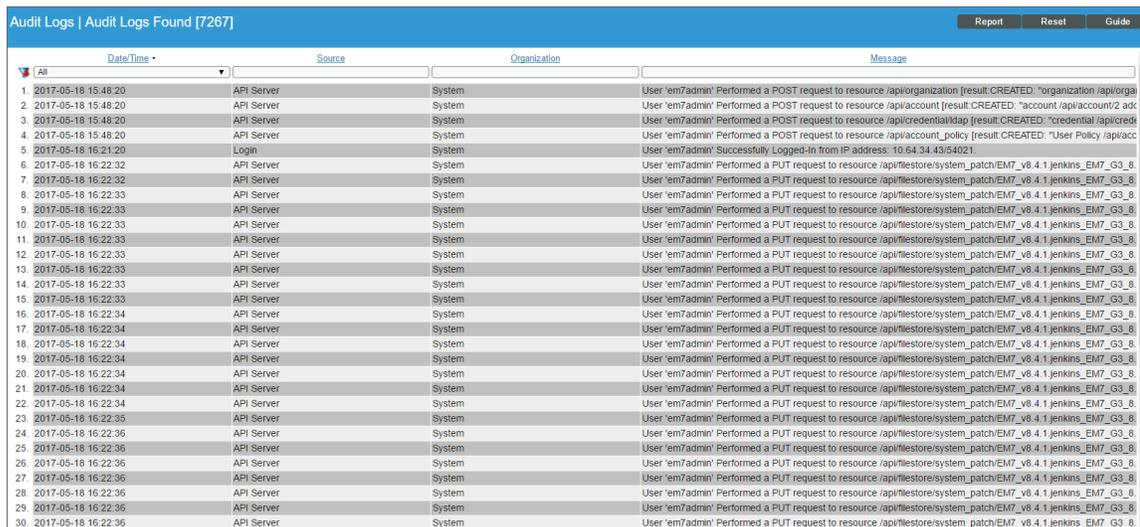 Audit Logs | Audit Logs Found [7267]
Report Reset Guide
Date/Time Source Organization Message
All
1. 2017-05-18 15:48:20 API Server System User 'em7admin' Performed a POST request to resource /api/organization [result:CREATED: "organization /api/orga
2. 2017-05-18 15:48:20 API Server System User 'em7admin' Performed a POST request to resource /api/account [result:CREATED: "account /api/account/2 add
3. 2017-05-18 15:48:20 API Server System User 'em7admin' Performed a POST request to resource /api/credential/ldap [result:CREATED: "credential /api/crede
4. 2017-05-18 15:48:20 API Server System User 'em7admin' Performed a POST request to resource /api/account_policy [result:CREATED: "User Policy /api/acc
5. 2017-05-18 16:21:20 Login System User 'em7admin' Successfully Logged-In from IP address: 10.64.34.43/54021.
6. 2017-05-18 16:22:32 API Server System User 'em7admin' Performed a PUT request to resource /api/filestore/system_patch/EM7_v8.4.1.jenkins_EM7_G3_8.
7. 2017-05-18 16:22:32 API Server System User 'em7admin' Performed a PUT request to resource /api/filestore/system_patch/EM7_v8.4.1.jenkins_EM7_G3_8.
8. 2017-05-18 16:22:33 API Server System User 'em7admin' Performed a PUT request to resource /api/filestore/system_patch/EM7_v8.4.1.jenkins_EM7_G3_8.
9. 2017-05-18 16:22:33 API Server System User 'em7admin' Performed a PUT request to resource /api/filestore/system_patch/EM7_v8.4.1.jenkins_EM7_G3_8.
10. 2017-05-18 16:22:33 API Server System User 'em7admin' Performed a PUT request to resource /api/filestore/system_patch/EM7_v8.4.1.jenkins_EM7_G3_8.
11. 2017-05-18 16:22:33 API Server System User 'em7admin' Performed a PUT request to resource /api/filestore/system_patch/EM7_v8.4.1.jenkins_EM7_G3_8.
12. 2017-05-18 16:22:33 API Server System User 'em7admin' Performed a PUT request to resource /api/filestore/system_patch/EM7_v8.4.1.jenkins_EM7_G3_8.
13. 2017-05-18 16:22:33 API Server System User 'em7admin' Performed a PUT request to resource /api/filestore/system_patch/EM7_v8.4.1.jenkins_EM7_G3_8.
14. 2017-05-18 16:22:33 API Server System User 'em7admin' Performed a PUT request to resource /api/filestore/system_patch/EM7_v8.4.1.jenkins_EM7_G3_8.
15. 2017-05-18 16:22:33 API Server System User 'em7admin' Performed a PUT request to resource /api/filestore/system_patch/EM7_v8.4.1.jenkins_EM7_G3_8.
16. 2017-05-18 16:22:34 API Server System User 'em7admin' Performed a PUT request to resource /api/filestore/system_patch/EM7_v8.4.1.jenkins_EM7_G3_8.
17. 2017-05-18 16:22:34 API Server System User 'em7admin' Performed a PUT request to resource /api/filestore/system_patch/EM7_v8.4.1.jenkins_EM7_G3_8.
18. 2017-05-18 16:22:34 API Server System User 'em7admin' Performed a PUT request to resource /api/filestore/system_patch/EM7_v8.4.1.jenkins_EM7_G3_8.
19. 2017-05-18 16:22:34 API Server System User 'em7admin' Performed a PUT request to resource /api/filestore/system_patch/EM7_v8.4.1.jenkins_EM7_G3_8.
20. 2017-05-18 16:22:34 API Server System User 'em7admin' Performed a PUT request to resource /api/filestore/system_patch/EM7_v8.4.1.jenkins_EM7_G3_8.
21. 2017-05-18 16:22:34 API Server System User 'em7admin' Performed a PUT request to resource /api/filestore/system_patch/EM7_v8.4.1.jenkins_EM7_G3_8.
22. 2017-05-18 16:22:34 API Server System User 'em7admin' Performed a PUT request to resource /api/filestore/system_patch/EM7_v8.4.1.jenkins_EM7_G3_8.
23. 2017-05-18 16:22:35 API Server System User 'em7admin' Performed a PUT request to resource /api/filestore/system_patch/EM7_v8.4.1.jenkins_EM7_G3_8.
24. 2017-05-18 16:22:36 API Server System User 'em7admin' Performed a PUT request to resource /api/filestore/system_patch/EM7_v8.4.1.jenkins_EM7_G3_8.
25. 2017-05-18 16:22:36 API Server System User 'em7admin' Performed a PUT request to resource /api/filestore/system_patch/EM7_v8.4.1.jenkins_EM7_G3_8.
26. 2017-05-18 16:22:36 API Server System User 'em7admin' Performed a PUT request to resource /api/filestore/system_patch/EM7_v8.4.1.jenkins_EM7_G3_8.
27. 2017-05-18 16:22:36 API Server System User 'em7admin' Performed a PUT request to resource /api/filestore/system_patch/EM7_v8.4.1.jenkins_EM7_G3_8.
28. 2017-05-18 16:22:36 API Server System User 'em7admin' Performed a PUT request to resource /api/filestore/system_patch/EM7_v8.4.1.jenkins_EM7_G3_8.
29. 2017-05-18 16:22:36 API Server System User 'em7admin' Performed a PUT request to resource /api/filestore/system_patch/EM7_v8.4.1.jenkins_EM7_G3_8.
30. 2017-05-18 16:22:36 API Server System User 'em7admin' Performed a PUT request to resource /api/filestore/system_patch/EM7_v8.4.1.jenkins_EM7_G3_8.